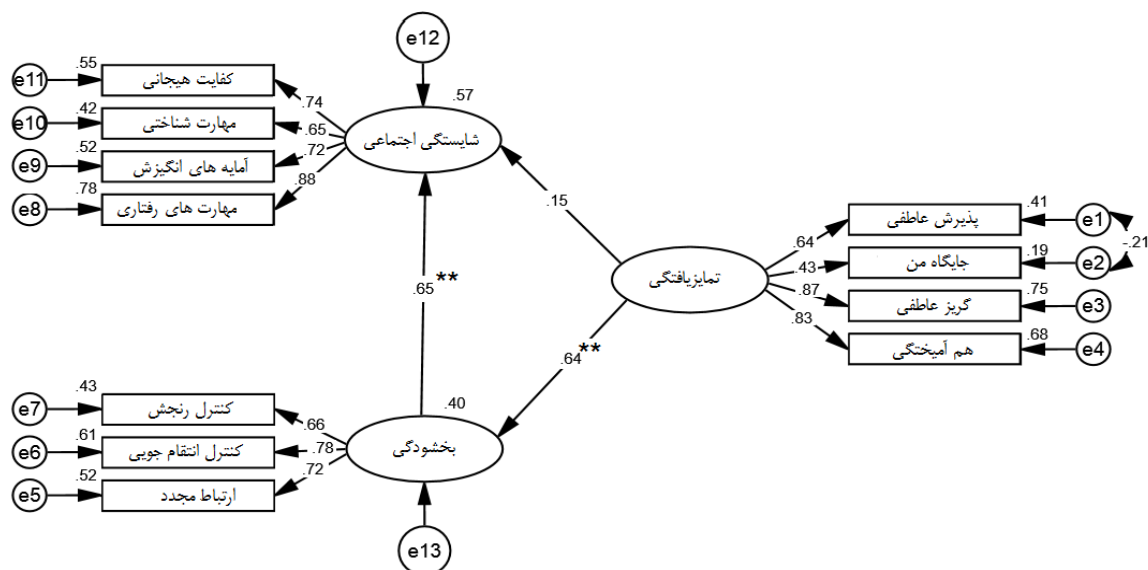 e12
.57
شایستگی اجتماعی
e11
.55
کفایت هیجانی
.74
e10
.42
مهارت شناختی
.65
e9
.52
آمایه های انگیزش
.72
e8
.78
مهارت های رفتاری
.88
.15
.65**
.64**
تمایزیافتگی
.64
پذیرش عاطفی
.41
e1
-.21
.43
جایگاه من
.19
e2
.87
گریز عاطفی
.75
e3
.83
هم آمیختگی
.68
e4
.40
بخشودگی
e7
.43
کنترل رنجش
.66
e6
.61
کنترل انتقام جویی
.78
e5
.52
ارتباط مجدد
.72
e13